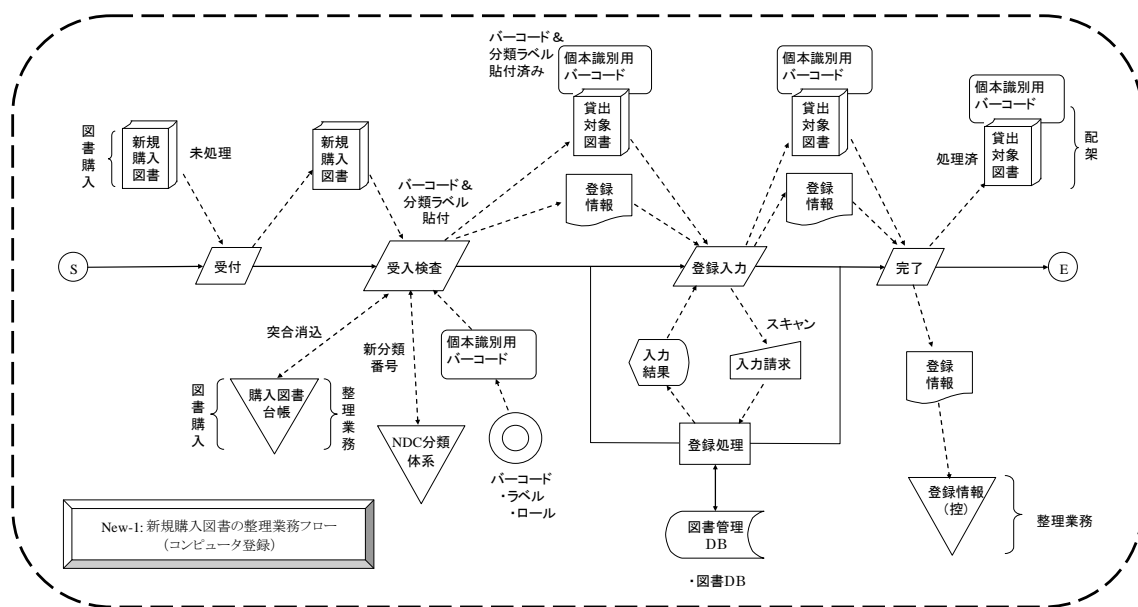 バーコード＆
分類ラベル
貼付済み
個本識別用
バーコード
貸出
対象
図書
個本識別用
バーコード
貸出
対象
図書
個本識別用
バーコード
貸出
対象
図書
処理済
配架
図書購入
新規
購入
図書
未処理
新規
購入
図書
バーコード＆
分類ラベル
貼付
登録
情報
登録
情報
S
受付
受入検査
登録入力
完了
E
突合消込
新分類
番号
個本識別用
バーコード
スキャン
入力
結果
入力請求
登録
情報
図書購入
購入図書
台帳
整理業務
NDC分類
体系
バーコード
・ラベル
・ロール
登録処理
登録情報
（控）
整理業務
図書管理
DB
・図書DB
New-1: 新規購入図書の整理業務フロー
（コンピュータ登録）